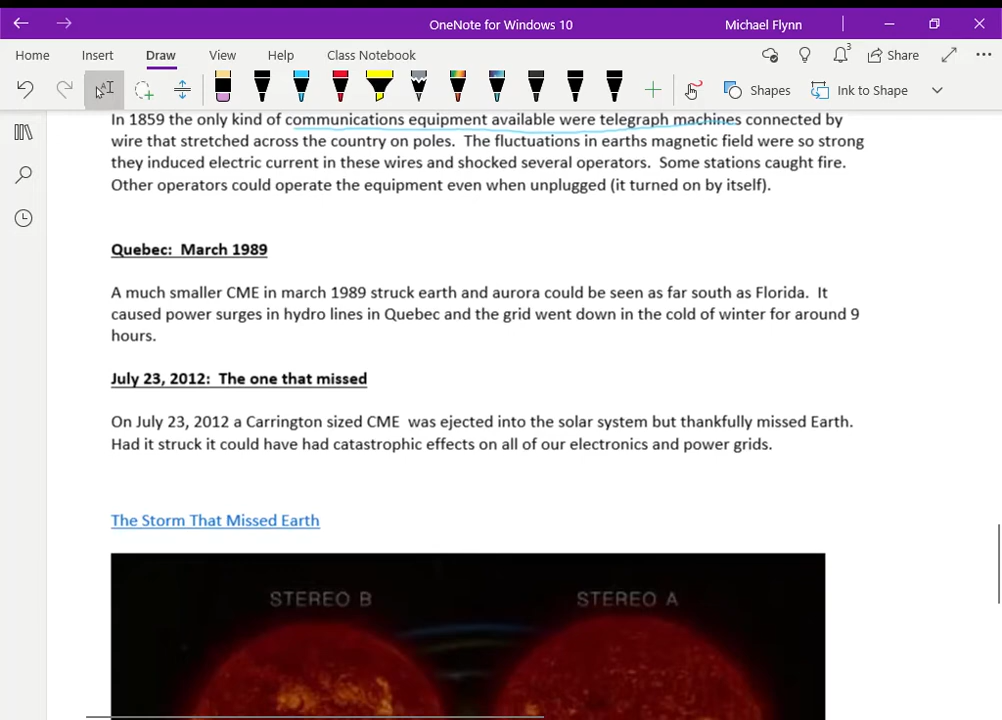 OneNote for Windows 10
Michael Flynn
Home
Insert
Draw
View
Help
Class Notebook
3
Share
Shapes
Ink to Shape
In 1859 the only kind of communications equipment available were telegraph machines connected by
wire that stretched across the country on poles.  The fluctuations in earths magnetic field were so strong
they induced electric current in these wires and shocked several operators.  Some stations caught fire.
Other operators could operate the equipment even when unplugged (it turned on by itself).
Quebec:  March 1989
A much smaller CME in march 1989 struck earth and aurora could be seen as far south as Florida.  It
caused power surges in hydro lines in Quebec and the grid went down in the cold of winter for around 9
hours.
July 23, 2012:  The one that missed
On July 23, 2012 a Carrington sized CME  was ejected into the solar system but thankfully missed Earth.
Had it struck it could have had catastrophic effects on all of our electronics and power grids.
The Storm That Missed Earth
STEREO B
STEREO A